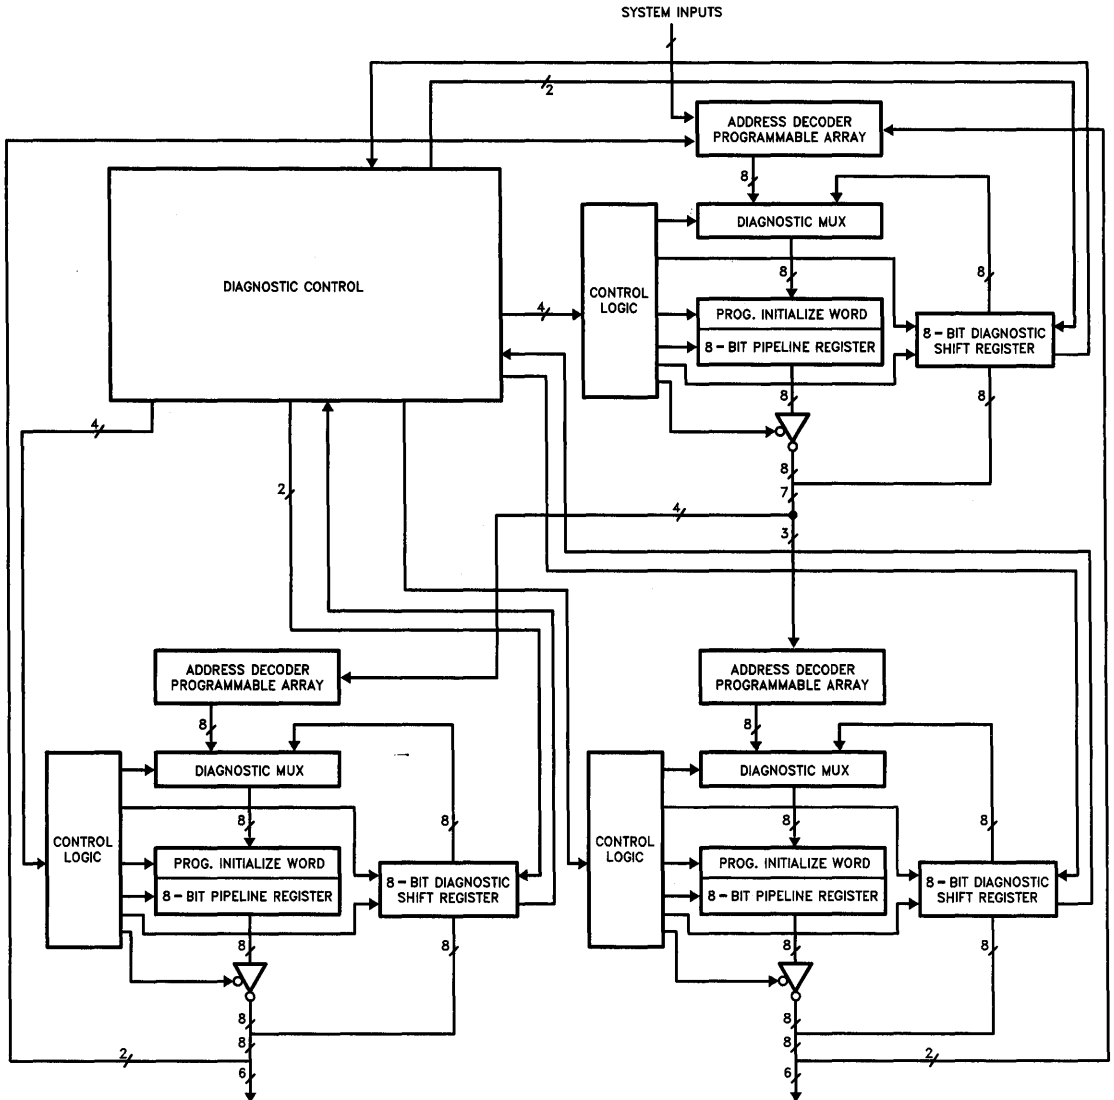 SYSTEM INPUTS
2
ADDRESS DECODER
PROGRAMMABLE ARRAY
8
DIAGNOSTIC MUX
DIAGNOSTIC CONTROL
4
CONTROL
LOGIC
8
8
PROG. INITIALIZE WORD
8-BIT PIPELINE REGISTER
8-BIT DIAGNOSTIC
SHIFT REGISTER
8
8
4
8
2
7
4
3
ADDRESS DECODER
PROGRAMMABLE ARRAY
8
DIAGNOSTIC MUX
CONTROL
LOGIC
8
8
PROG. INITIALIZE WORD
8-BIT PIPELINE REGISTER
8-BIT DIAGNOSTIC
SHIFT REGISTER
8
8
8
8
2
6
ADDRESS DECODER
PROGRAMMABLE ARRAY
8
DIAGNOSTIC MUX
CONTROL
LOGIC
8
8
PROG. INITIALIZE WORD
8-BIT PIPELINE REGISTER
8-BIT DIAGNOSTIC
SHIFT REGISTER
8
8
8
8
2
6